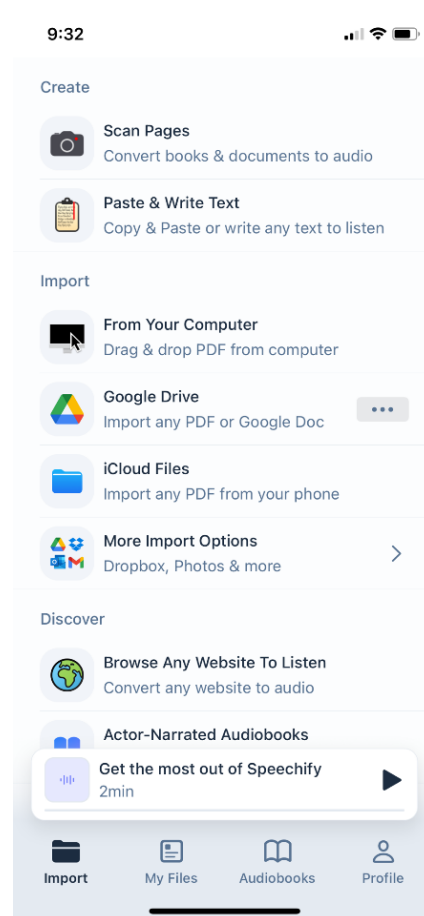 9:32
Create
Scan Pages
Convert books & documents to audio
Paste & Write Text
Copy & Paste or write any text to listen
Import
From Your Computer
Drag & drop PDF from computer
Google Drive
Import any PDF or Google Doc
iCloud Files
Import any PDF from your phone
More Import Options
Dropbox, Photos & more
Discover
Browse Any Website To Listen
Convert any website to audio
Actor-Narrated Audiobooks
Get the most out of Speechify
2min
Import
My Files
Audiobooks
Profile